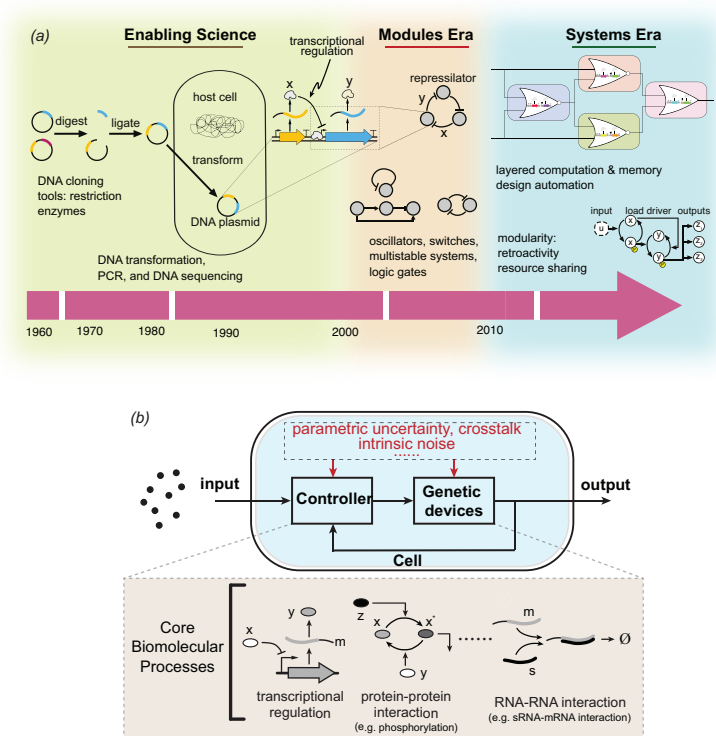 (a)
Enabling Science
Modules Era
Systems Era
transcriptional
regulation
x
y
host cell
digest
ligate
transform
DNA plasmid
DNA cloning
tools: restriction
enzymes
DNA transformation,
PCR, and DNA sequencing
repressilator
y
x
oscillators, switches,
multistable systems,
logic gates
layered computation & memory
design automation
input
load driver
outputs
u
x
y
x
y
z
z
z
modularity:
retroactivity
resource sharing
1960
1970
1980
1990
2000
2010
(b)
parametric uncertainty, crosstalk
intrinsic noise
......
input
Controller
Genetic
devices
output
Cell
Core
Biomolecular
Processes
x
y
m
transcriptional
regulation
z
x
x*
y
protein-protein
interaction
(e.g. phosphorylation)
......
m
s
Ø
RNA-RNA interaction
(e.g. sRNA-mRNA interaction)